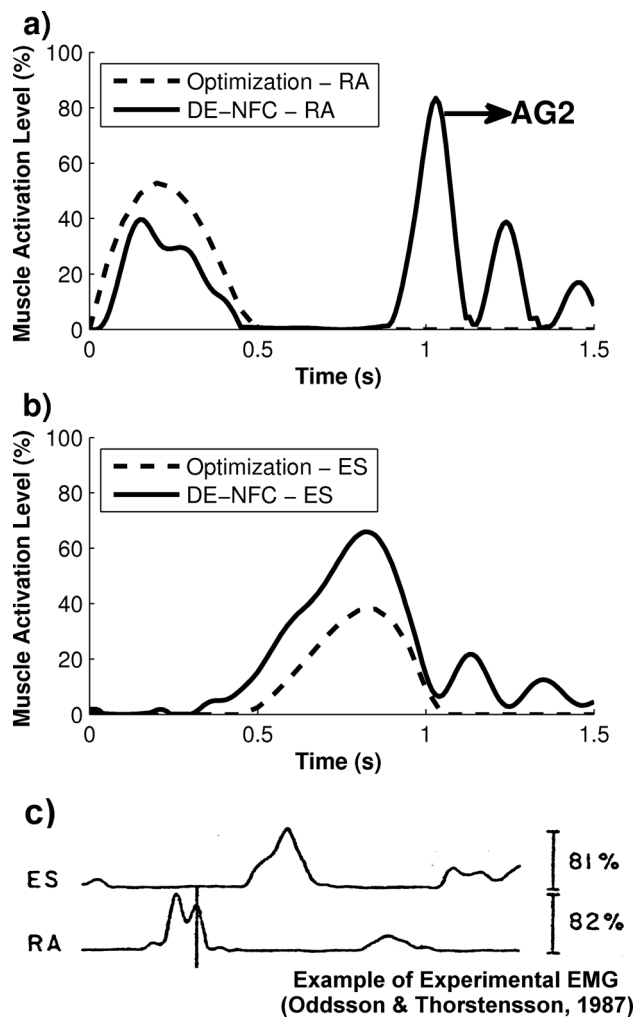 a)
Muscle Activation Level (%)
100
80
60
40
20
0
Optimization – RA
DE–NFC – RA
AG2
0
0.5
1
1.5
Time (s)
b)
Muscle Activation Level (%)
100
80
60
40
20
0
Optimization – ES
DE–NFC – ES
0
0.5
1
1.5
Time (s)
c)
ES
81%
RA
82%
Example of Experimental EMG
(Oddsson & Thorstensson, 1987)